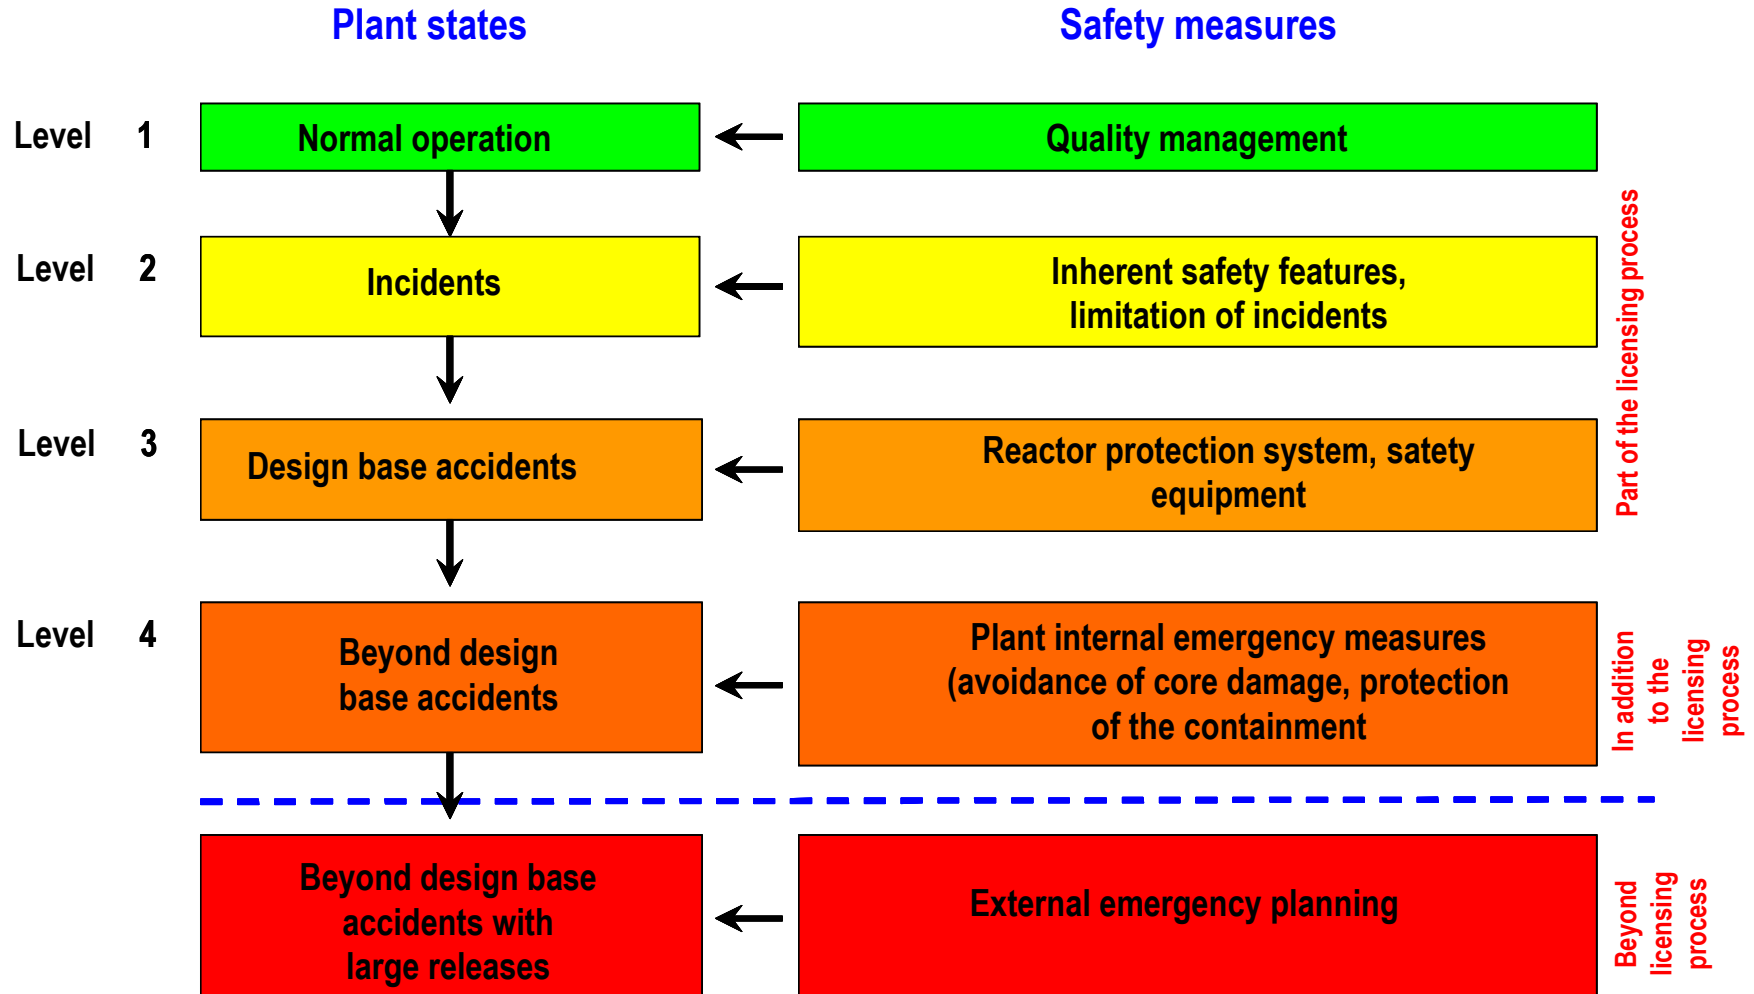 Plant states
Safety measures
Level 1
Normal operation
Quality management
Level 2
Incidents
Inherent safety features,
limitation of incidents
Part of the licensing process
Level 3
Design base accidents
Reactor protection system, satety
equipment
Level 4
Beyond design
base accidents
Plant internal emergency measures
(avoidance of core damage, protection
of the containment
In addition
to the
licensing
process
Beyond design base
accidents with
large releases
External emergency planning
Beyond
licensing
process